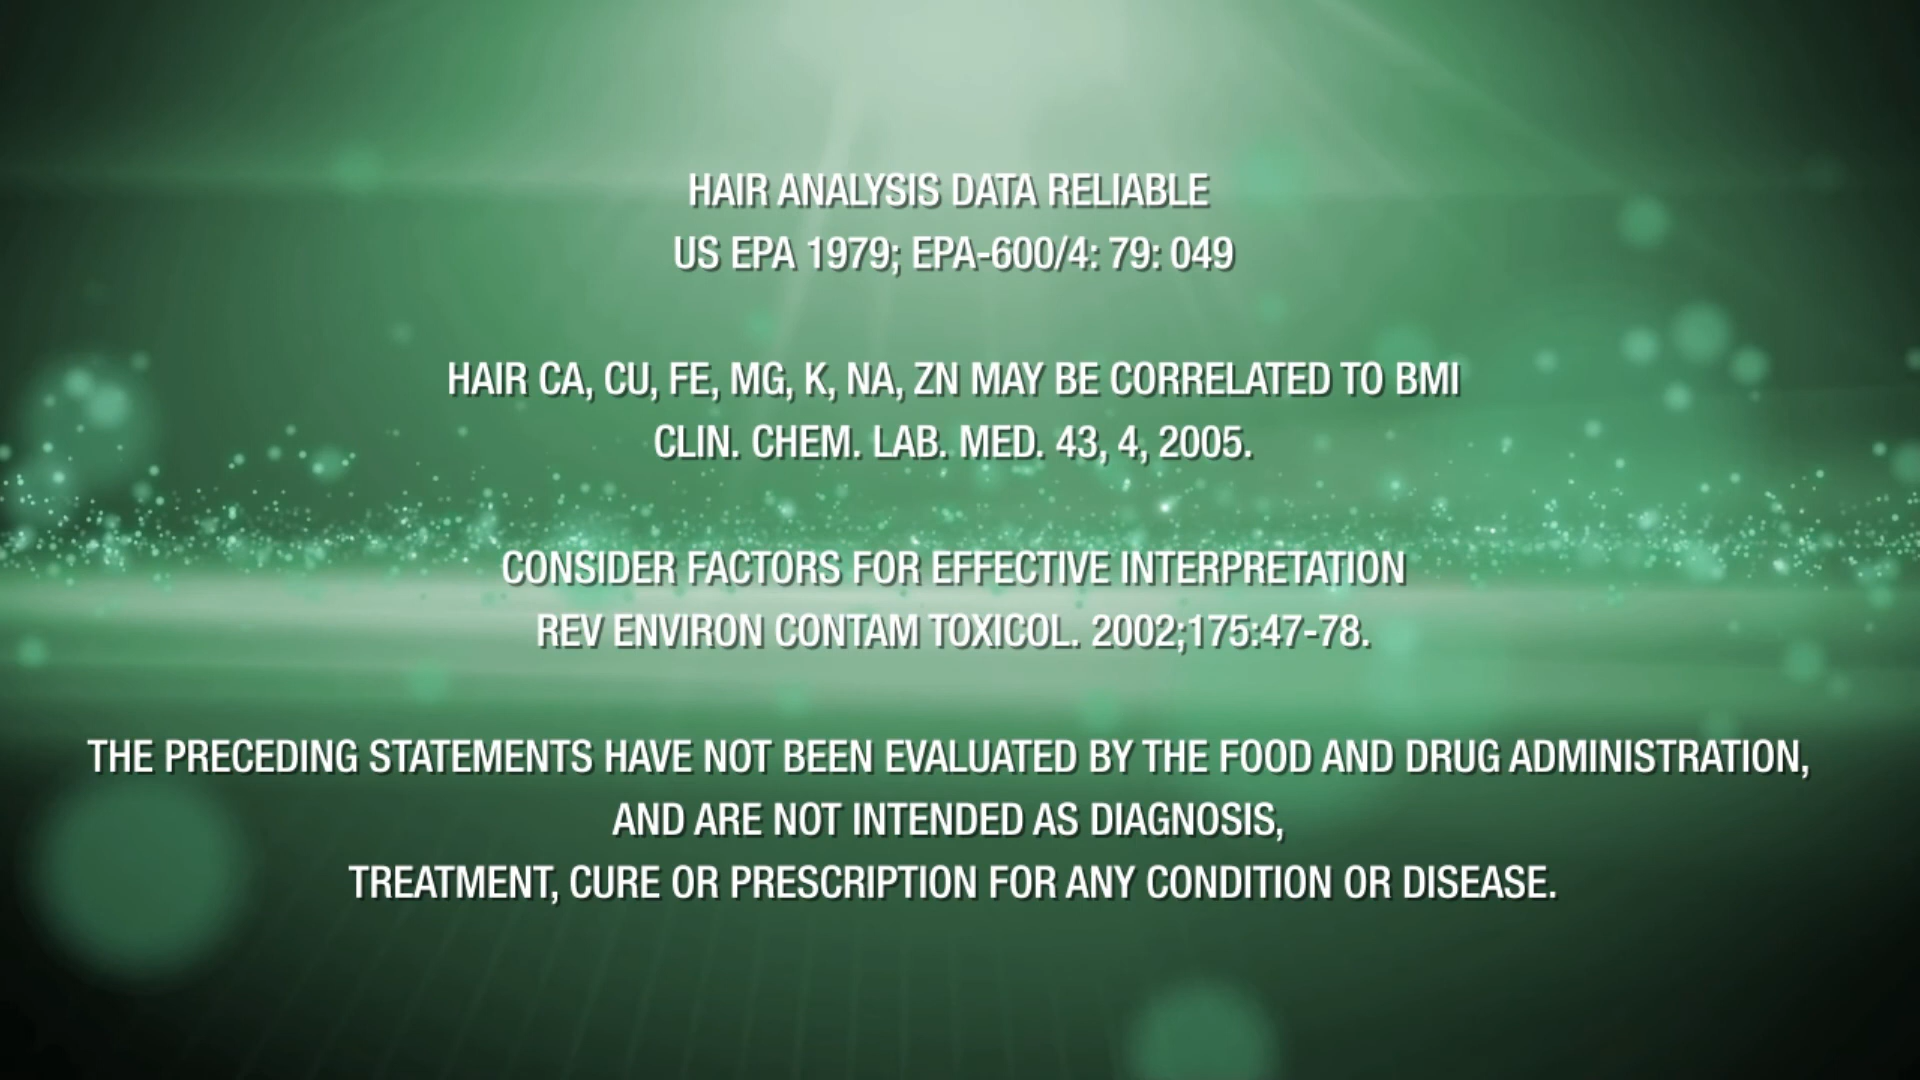 HAIR ANALYSIS DATA RELIABLE
US EPA 1979; EPA-600/4: 79: 049
HAIR CA, CU, FE, MG, K, NA, ZN MAY BE CORRELATED TO BMI
CLIN. CHEM. LAB. MED. 43, 4, 2005.
CONSIDER FACTORS FOR EFFECTIVE INTERPRETATION
REV ENVIRON CONTAM TOXICOL. 2002;175:47-78.
THE PRECEDING STATEMENTS HAVE NOT BEEN EVALUATED BY THE FOOD AND DRUG ADMINISTRATION,
AND ARE NOT INTENDED AS DIAGNOSIS,
TREATMENT, CURE OR PRESCRIPTION FOR ANY CONDITION OR DISEASE.